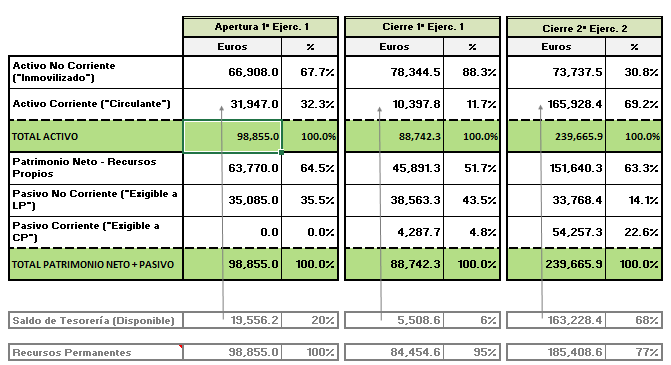 Apertura 1º Ejerc. 1 Cierre 1º Ejerc. 1 Cierre 2º Ejerc. 2
Euros % Euros % Euros %
Activo No Corriente
("Inmovilizado") 66,908.0 67.7% 78,344.5 88.3% 73,737.5 30.8%
Activo Corriente ("Circulante") 31,947.0 32.3% 10,397.8 11.7% 165,928.4 69.2%
TOTAL ACTIVO 98,855.0 100.0% 88,742.3 100.0% 239,665.9 100.0%
Patrimonio Neto - Recursos
Propios 63,770.0 64.5% 45,891.3 51.7% 151,640.3 63.3%
Pasivo No Corriente ("Exigible a
LP") 35,085.0 35.5% 38,563.3 43.5% 33,768.4 14.1%
Pasivo Corriente ("Exigible a
CP") 0.0 0.0% 4,287.7 4.8% 54,257.3 22.6%
TOTAL PATRIMONIO NETO + PASIVO 98,855.0 100.0% 88,742.3 100.0% 239,665.9 100.0%
Saldo de Tesorería (Disponible) 19,556.2 20% 5,508.6 6% 163,228.4 68%
Recursos Permanentes 98,855.0 100% 84,454.6 95% 185,408.6 77%